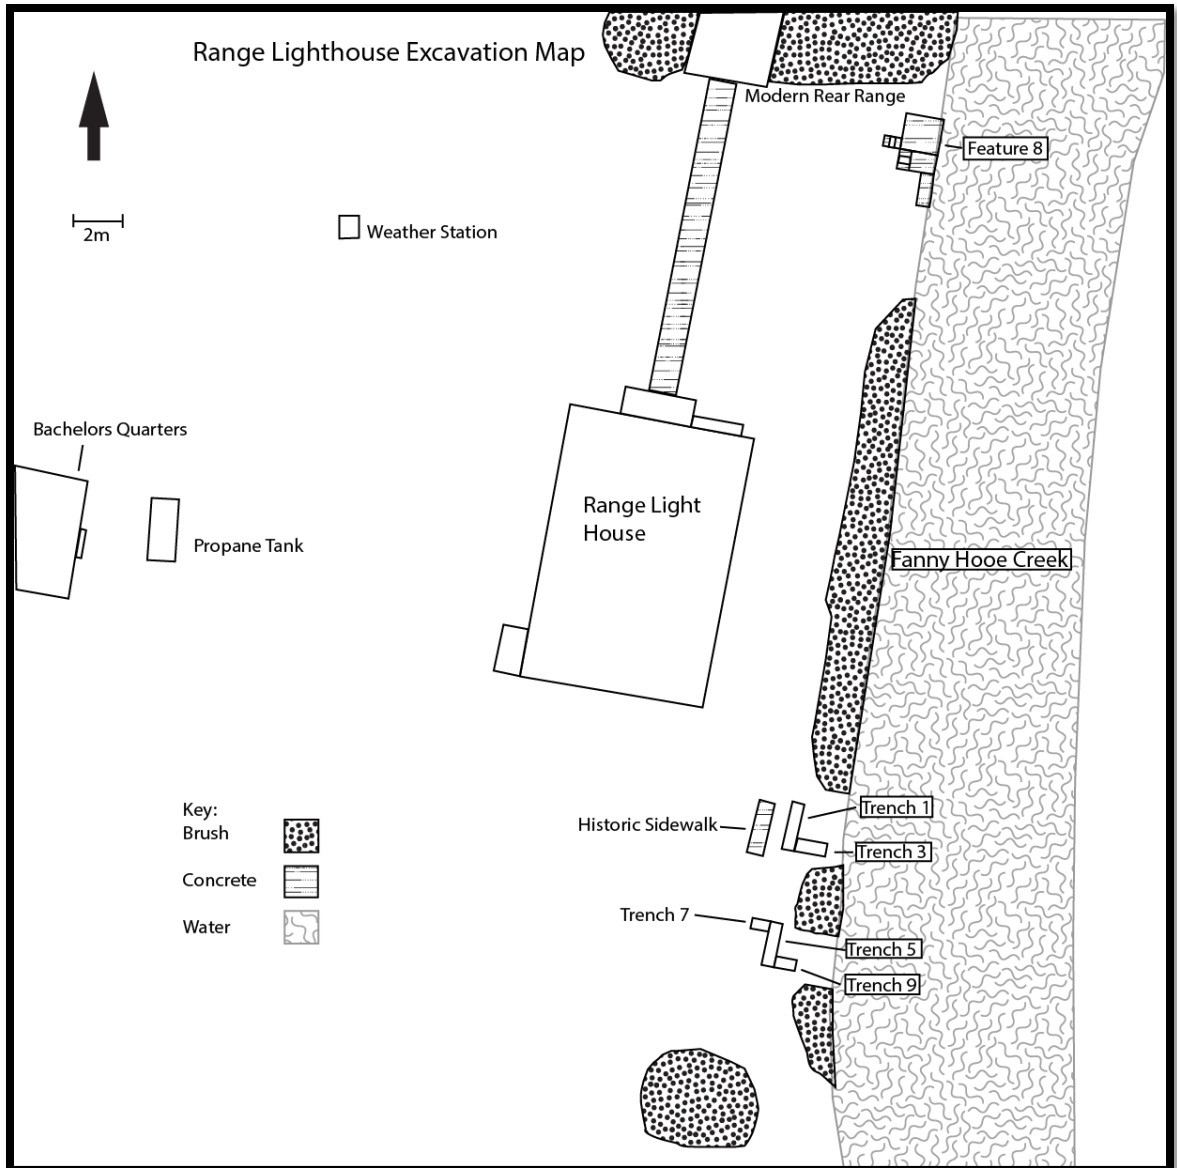 Range Lighthouse Excavation Map
Modern Rear Range
Feature 8
2m
Weather Station
Bachelors Quarters
Range Light
House
Propane Tank
Fanny Hooe Creek
Key:
Brush
Concrete
Water
Historic Sidewalk
Trench 1
Trench 3
Trench 7
Trench 5
Trench 9